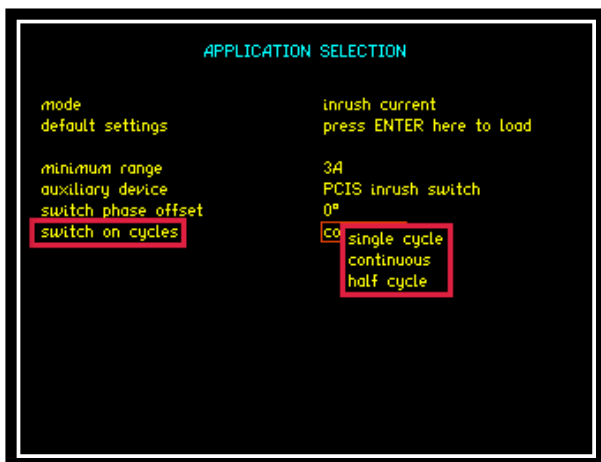 APPLICATION SELECTION
mode inrush current
default settings press ENTER here to load
minimum range 3A
auxiliary device PCIS inrush switch
switch phase offset 0°
switch on cycles co
single cycle
continuous
half cycle